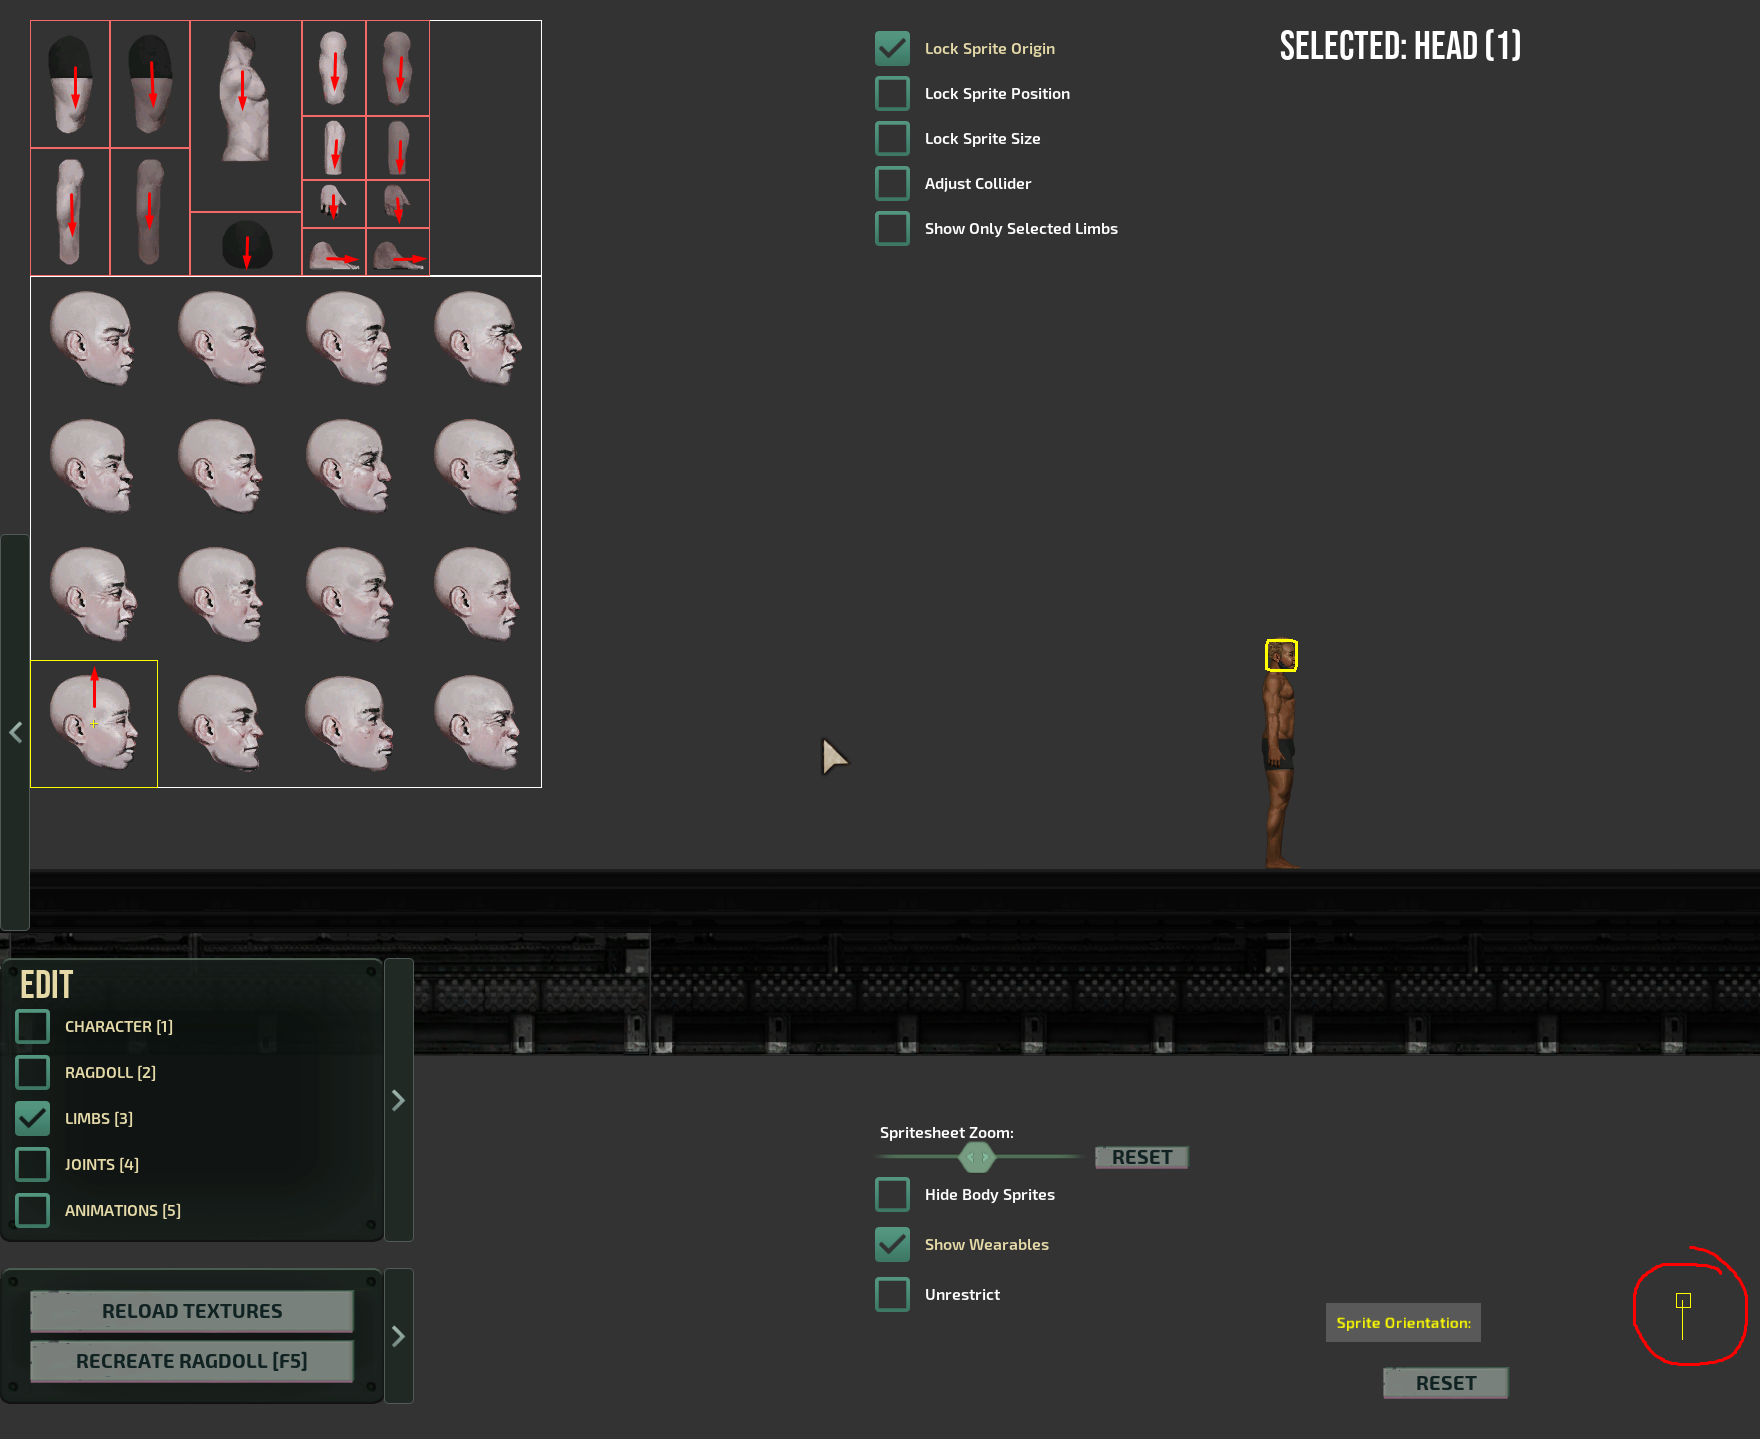 SELECTED: HEAD (1)
Lock Sprite Origin
Lock Sprite Position
Lock Sprite Size
Adjust Collider
Show Only Selected Limbs
EDIT
CHARACTER [1]
RAGDOLL [2]
LIMBS [3]
JOINTS [4]
ANIMATIONS [5]
RELOAD TEXTURES
RECREATE RAGDOLL [F5]
Spritesheet Zoom:
RESET
Hide Body Sprites
Show Wearables
Unrestrict
Sprite Orientation:
RESET